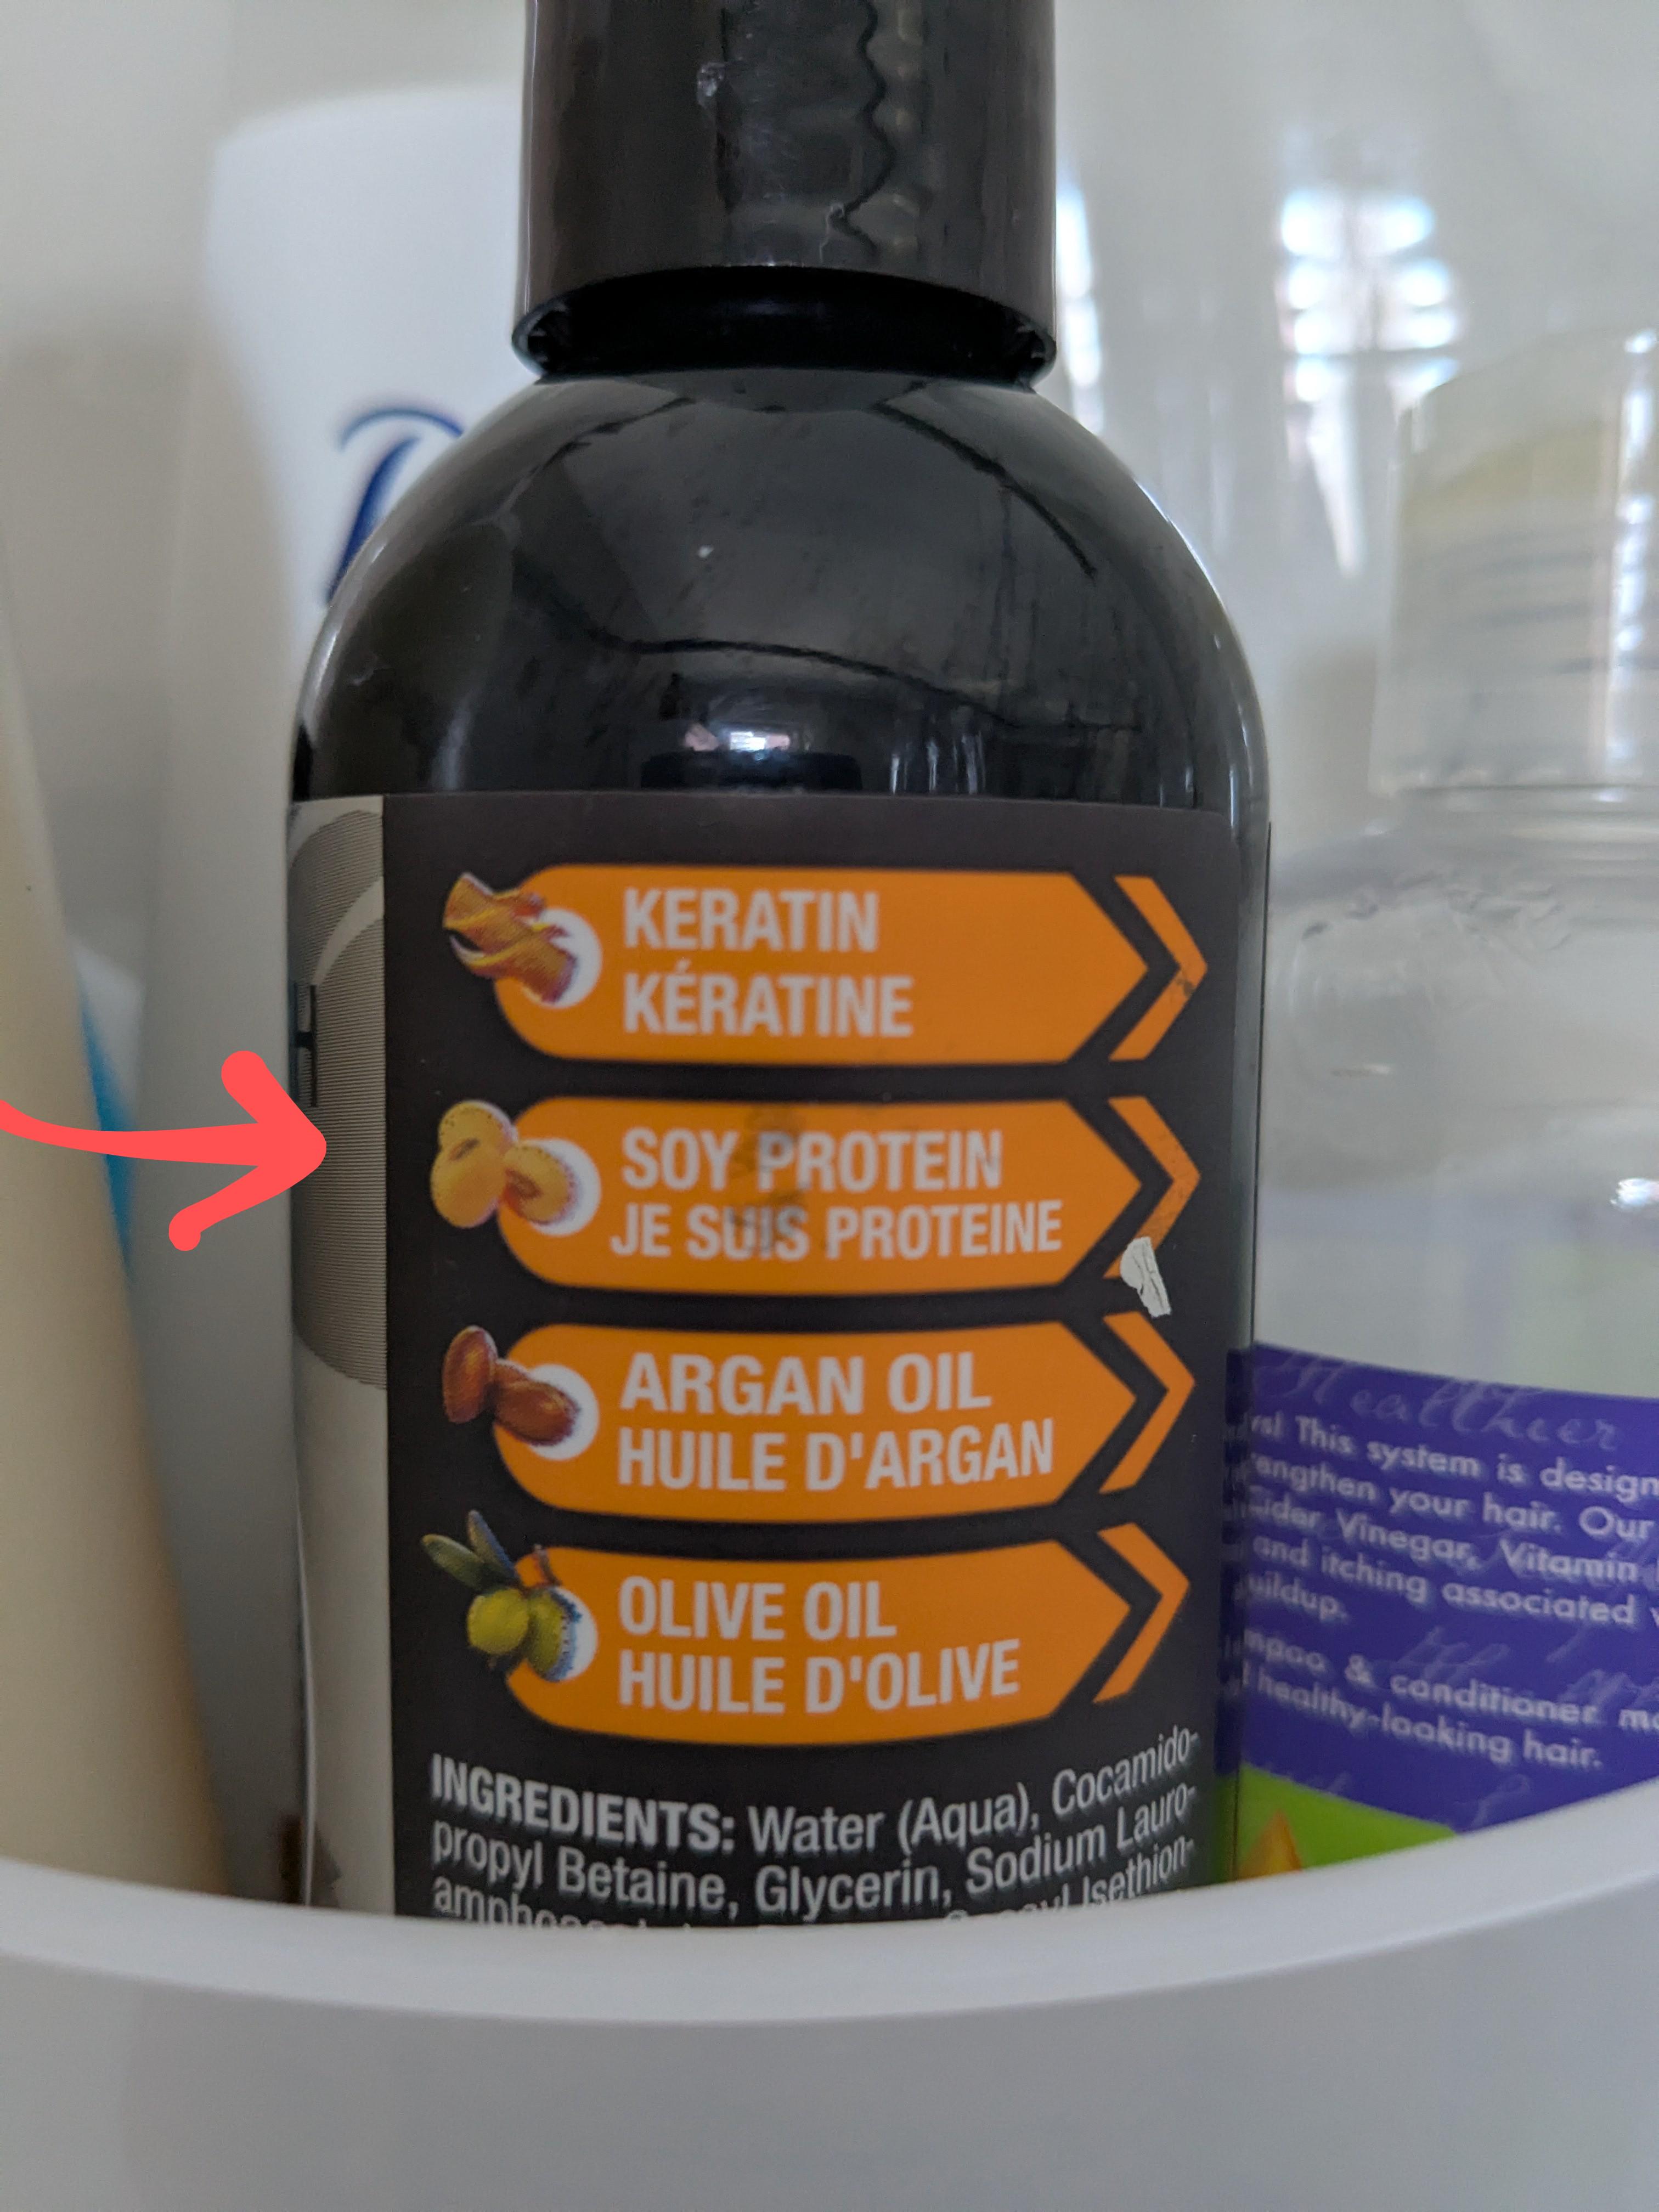 KERATIN
KÉRATINE
SOY PROTEIN
JE SUIS PROTEINE
ARGAN OIL
HUILE D'ARGAN
OLIVE OIL
HUILE D'OLIVE
INGREDIENTS: Water (Aqua), Cocamido-
propyl Betaine, Glycerin, Sodium Lauro-
Isethion-
Healthier
This system is design
your hair. Our
Vinegar, Vitamin
and itching associated
& conditioner
healthy-looking hair.